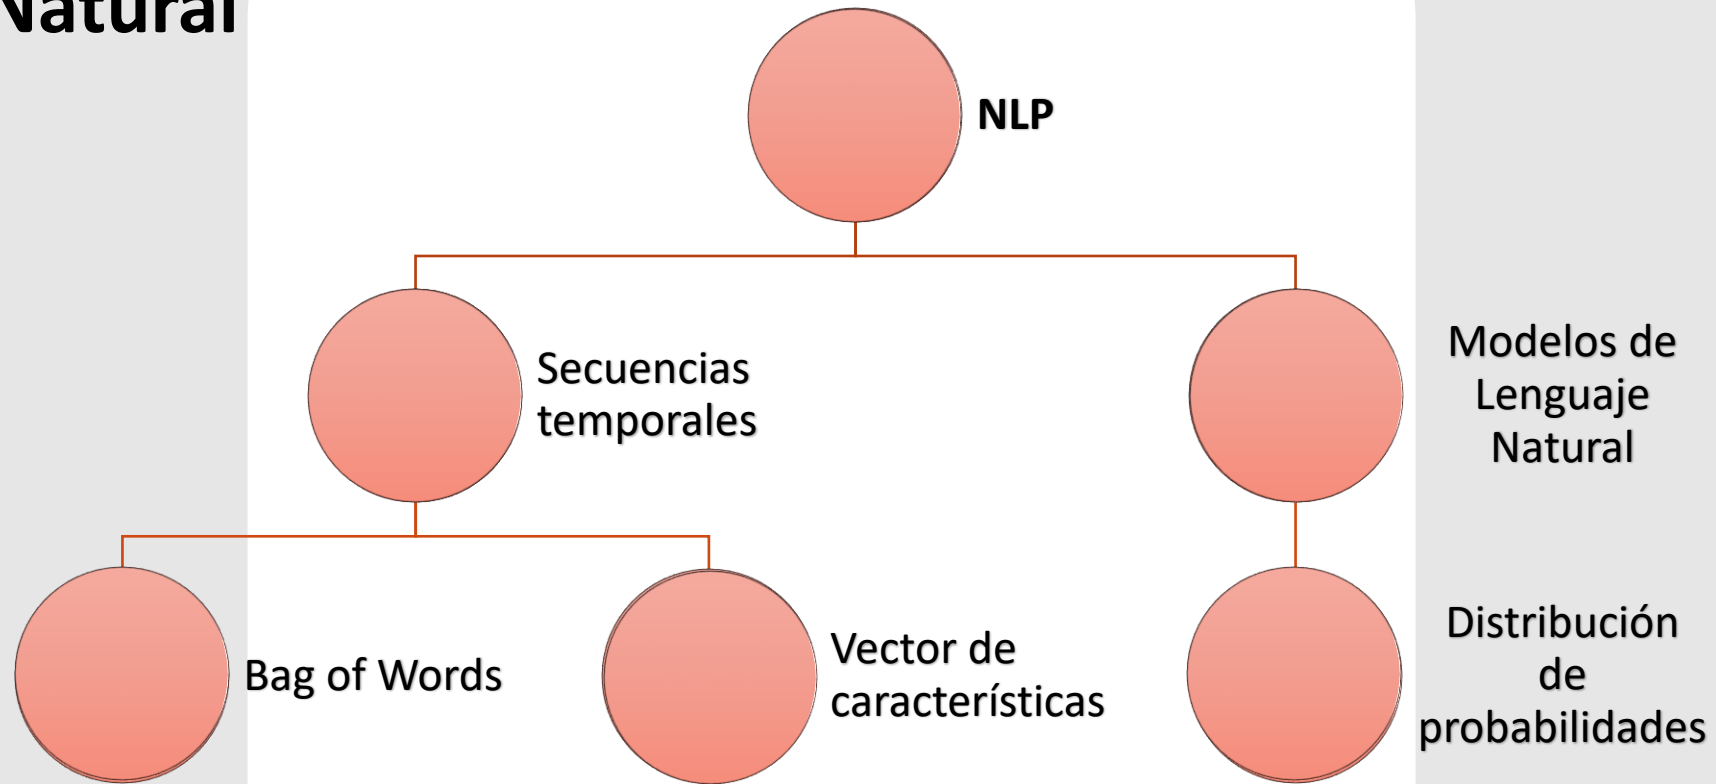 Natural
NLP
Secuencias
temporales
Modelos de
Lenguaje
Natural
Bag of Words
Vector de
características
Distribución
de
probabilidades